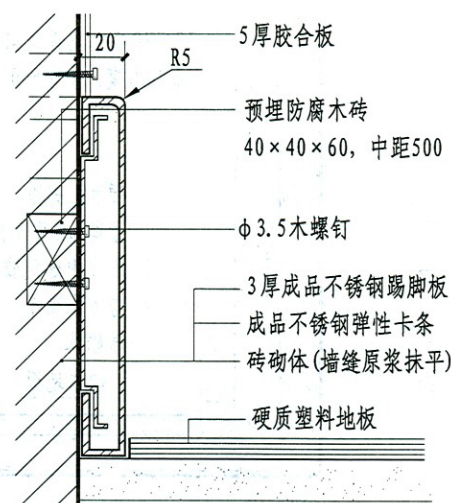 5厚胶合板
20
R5
预埋防腐木砖
40×40×60, 中距500
ϕ3.5木螺钉
3厚成品不锈钢踢脚板
成品不锈钢弹性卡条
砖砌体(墙缝原浆抹平)
硬质塑料地板